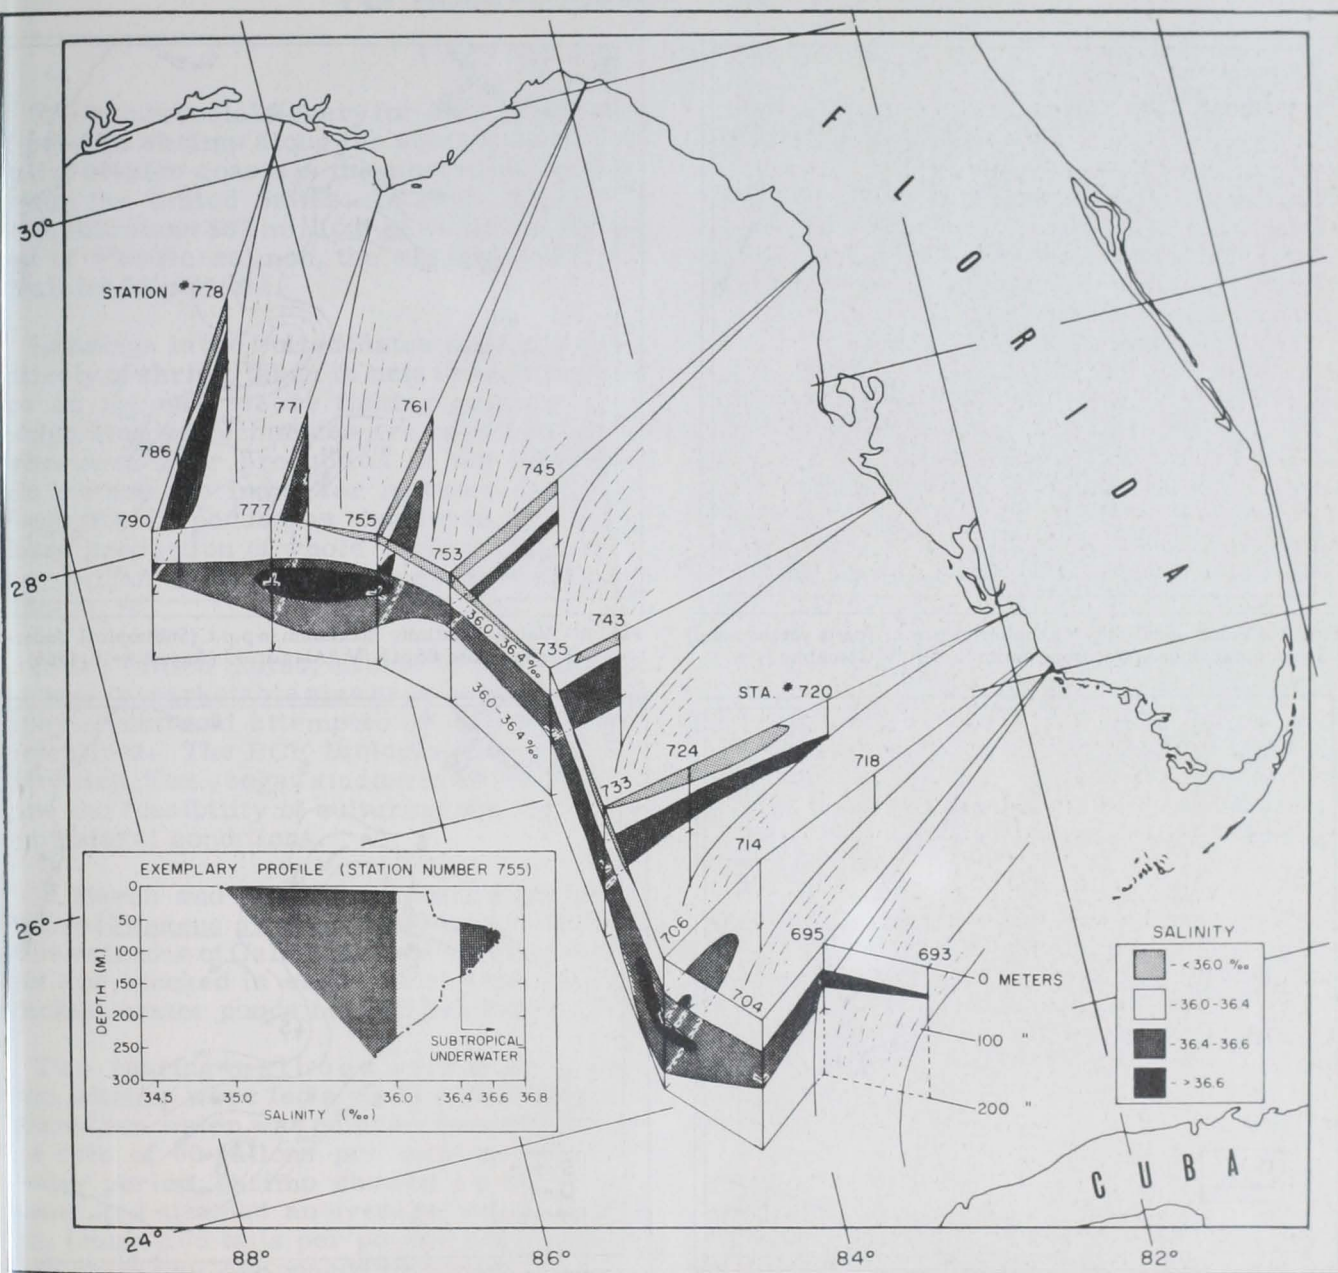 FLORIDA
30°
STATION #778
771
761
786
745
790
777
755
753
28°
36.0-36.4‰
735
743
36.0-36.4‰
STA. #720
724
718
733
714
706
695
693
704
0 METERS
100 "
200 "
26°
EXEMPLARY PROFILE (STATION NUMBER 755)
0
50
100
150
200
250
300
DEPTH (M.)
SUBTROPICAL
UNDERWATER
34.5 35.0 36.0 36.4 36.6 36.8
SALINITY (‰)
SALINITY
-<36.0 ‰
-36.0-36.4
-36.4-36.6
->36.6
CUBA
24°
88° 86° 84° 82°